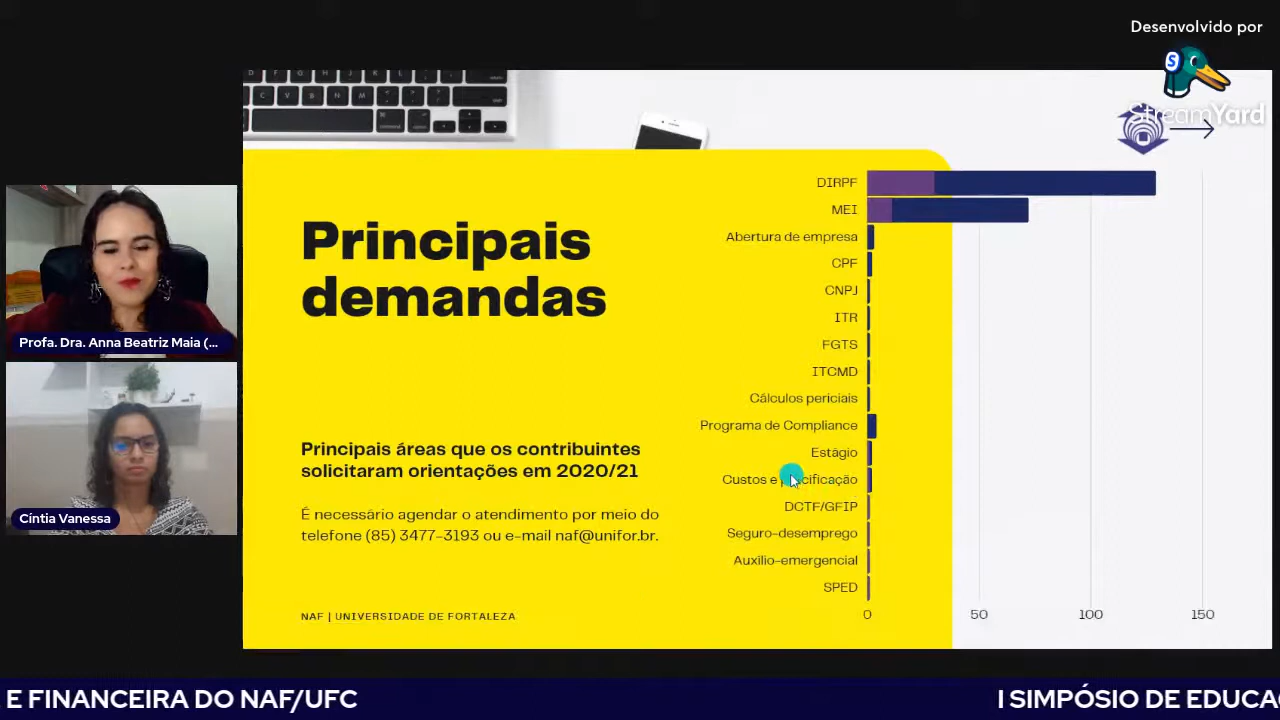 Desenvolvido por
StreamYard
Principais
demandas
Principais áreas que os contribuintes
solicitaram orientações em 2020/21
É necessário agendar o atendimento por meio do
telefone (85) 3477-3193 ou e-mail naf@unifor.br.
NAF | UNIVERSIDADE DE FORTALEZA
DIRPF
MEI
Abertura de empresa
CPF
CNPJ
ITR
FGTS
ITCMD
Cálculos periciais
Programa de Compliance
Estágio
Custos e precificação
DCTF/GFIP
Seguro-desemprego
Auxílio-emergencial
SPED
0 50 100 150
Profa. Dra. Anna Beatriz Maia (...
Cíntia Vanessa
E FINANCEIRA DO NAF/UFC I SIMPÓSIO DE EDUCA